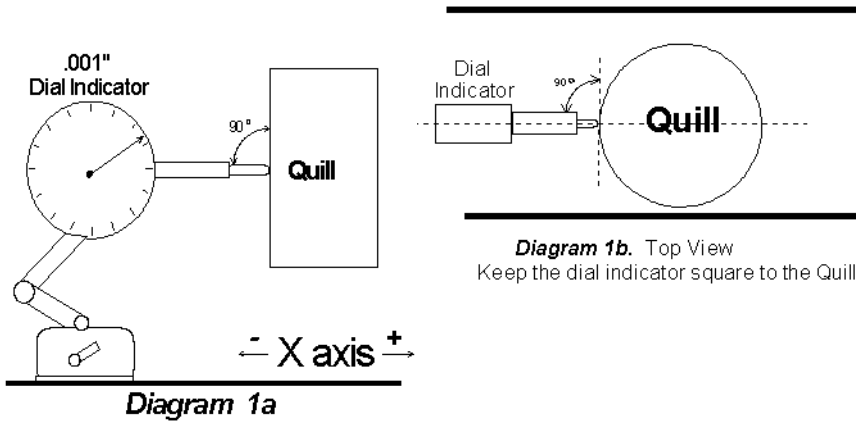 .001"
Dial Indicator
90°
Quill
- X axis +
Diagram 1a
Dial
Indicator
90°
Quill
Diagram 1b. Top View
Keep the dial indicator square to the Quill